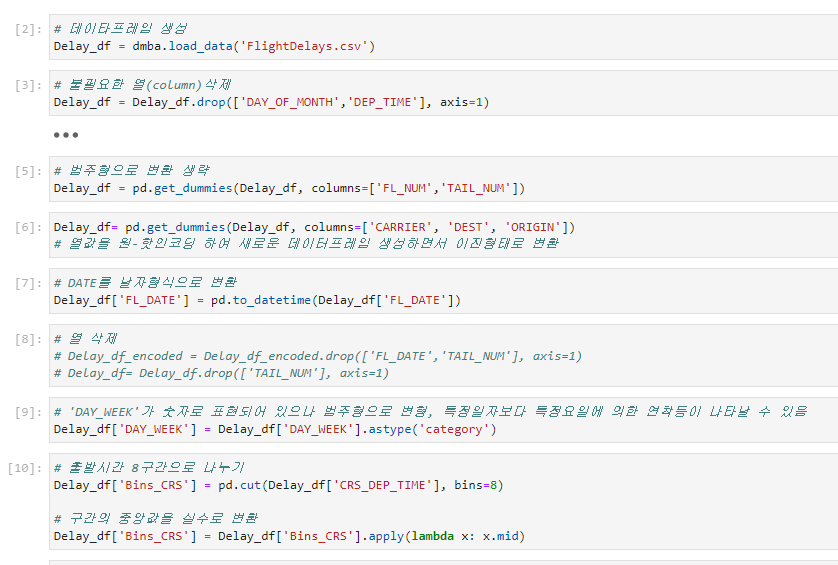 [2]: # 데이타프레임 생성
Delay_df = dmba.load_data('FlightDelays.csv')
[3]: # 불필요한 열(column)삭제
Delay_df = Delay_df.drop(['DAY_OF_MONTH','DEP_TIME'], axis=1)
•••
[5]: # 범주형으로 변환 생략
Delay_df = pd.get_dummies(Delay_df, columns=['FL_NUM','TAIL_NUM'])
[6]: Delay_df= pd.get_dummies(Delay_df, columns=['CARRIER', 'DEST', 'ORIGIN'])
# 열값을 원-핫인코딩 하여 새로운 데이터프레임 생성하면서 이진형태로 변환
[7]: # DATE를 날자형식으로 변환
Delay_df['FL_DATE'] = pd.to_datetime(Delay_df['FL_DATE'])
[8]: # 열 삭제
# Delay_df_encoded = Delay_df_encoded.drop(['FL_DATE','TAIL_NUM'], axis=1)
# Delay_df= Delay_df.drop(['TAIL_NUM'], axis=1)
[9]: # 'DAY_WEEK'가 숫자로 표현되어 있으나 범주형으로 변형, 특정일자보다 특정요일에 의한 연착등이 나타날 수 있음
Delay_df['DAY_WEEK'] = Delay_df['DAY_WEEK'].astype('category')
[10]: # 출발시간 8구간으로 나누기
Delay_df['Bins_CRS'] = pd.cut(Delay_df['CRS_DEP_TIME'], bins=8)
# 구간의 중앙값을 실수로 변환
Delay_df['Bins_CRS'] = Delay_df['Bins_CRS'].apply(lambda x: x.mid)